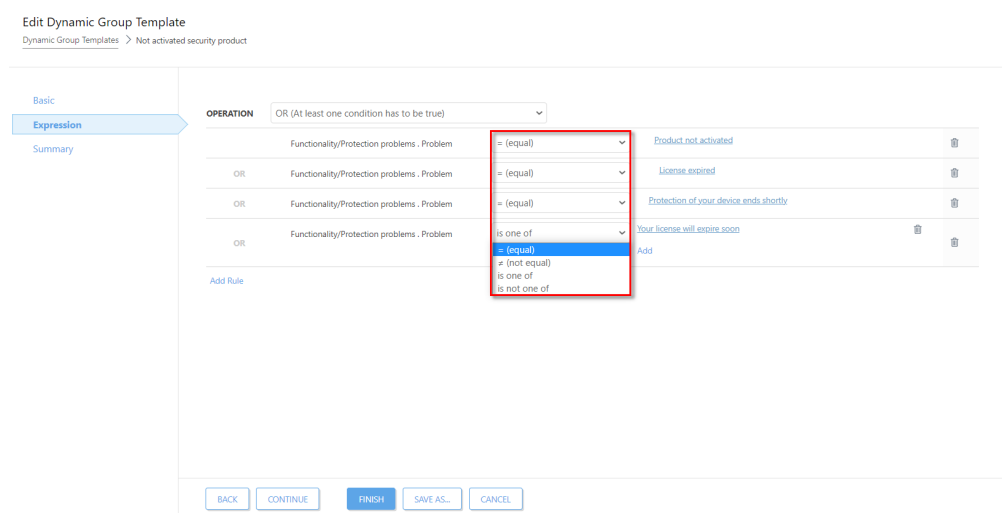 Edit Dynamic Group Template
Dynamic Group Templates > Not activated security product
Basic
Expression
Summary
OPERATION OR (At least one condition has to be true)
Functionality/Protection problems . Problem = (equal) Product not activated
OR Functionality/Protection problems . Problem = (equal) License expired
OR Functionality/Protection problems . Problem = (equal) Protection of your device ends shortly
OR Functionality/Protection problems . Problem is one of Your license will expire soon
= (equal) Add
≠ (not equal)
is one of
is not one of
Add Rule
BACK CONTINUE FINISH SAVE AS... CANCEL